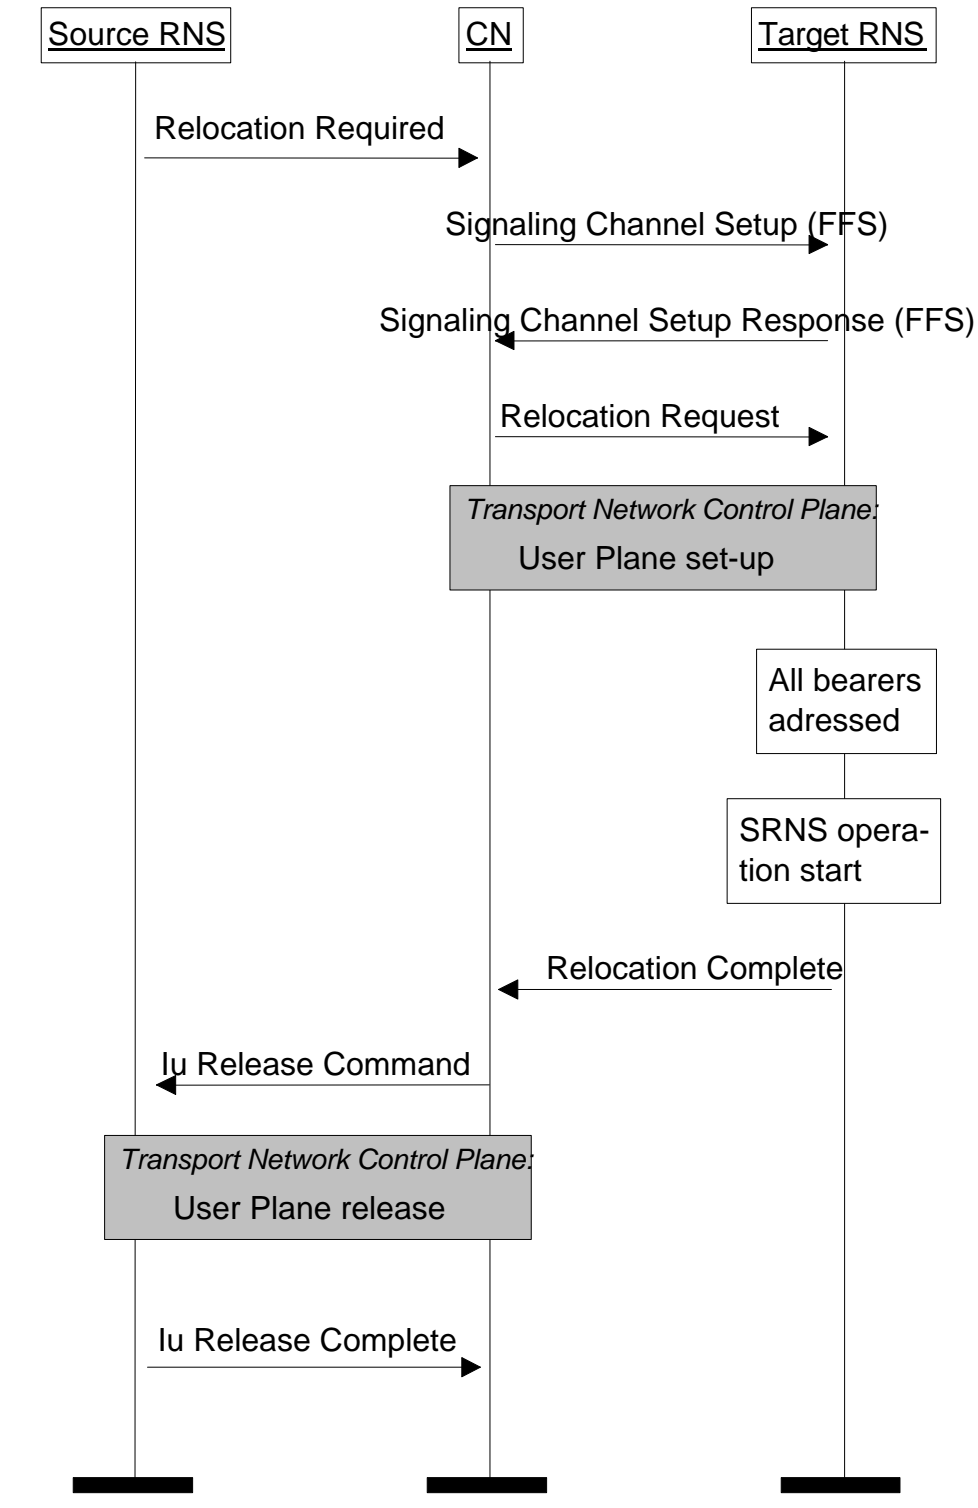 Source RNS
CN
Target RNS
Relocation Required
Signaling Channel Setup (FFS)
Signaling Channel Setup Response (FFS)
Relocation Request
Transport Network Control Plane:
User Plane set-up
All bearers
adressed
SRNS opera-
tion start
Relocation Complete
Iu Release Command
Transport Network Control Plane:
User Plane release
Iu Release Complete